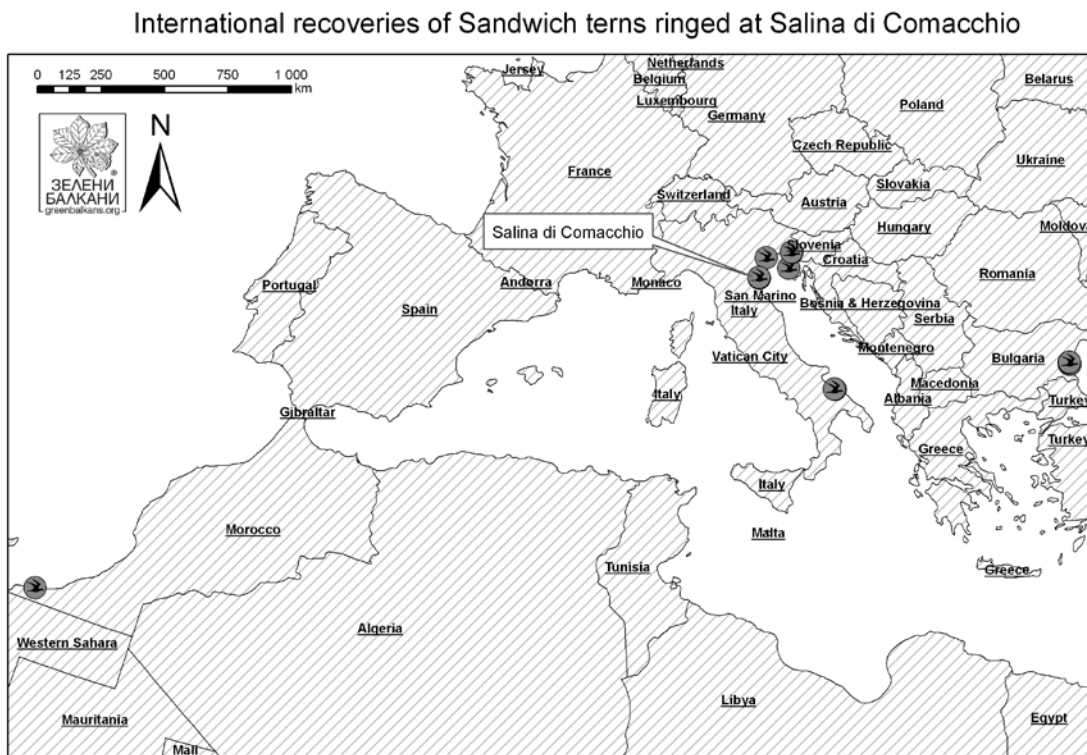 International recoveries of Sandwich terns ringed at Salina di Comacchio
0 125 250 500 750 1 000
km
N
ЗЕЛЕНИ
БАЛКАНИ
greenbalkans.org
Jersey
Netherlands
Belgium
Luxembourg
Germany
Poland
Belarus
Czech Republic
Ukraine
France
Slovakia
Switzerland
Austria
Salina di Comacchio
Hungary
Moldova
Slovenia
Croatia
Romania
Portugal
Andorra
Monaco
San Marino
Italy
Bosnia & Herzegovina
Spain
Serbia
Vatican City
Montenegro
Bulgaria
Macedonia
Italy
Albania
Turkey
Gibraltar
Greece
Turkey
Italy
Morocco
Malta
Tunisia
Greece
Western Sahara
Algeria
Mauritania
Libya
Egypt
Mali